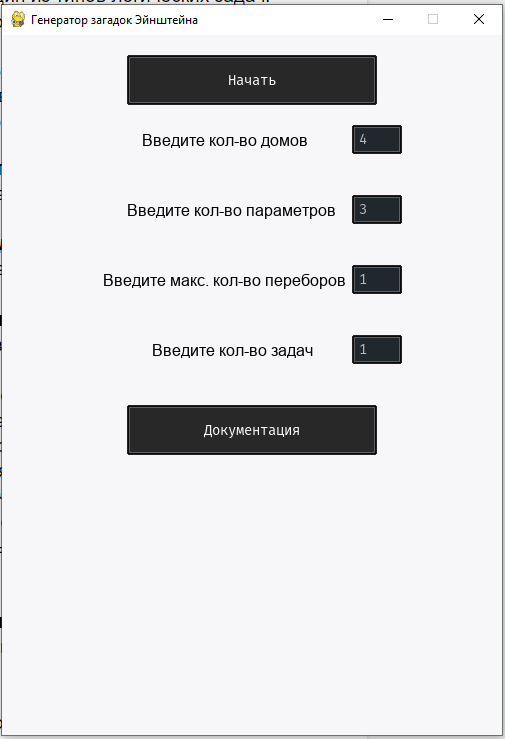 Генератор загадок Эйнштейна
Начать
Введите кол-во домов 4
Введите кол-во параметров 3
Введите макс. кол-во переборов 1
Введите кол-во задач 1
Документация